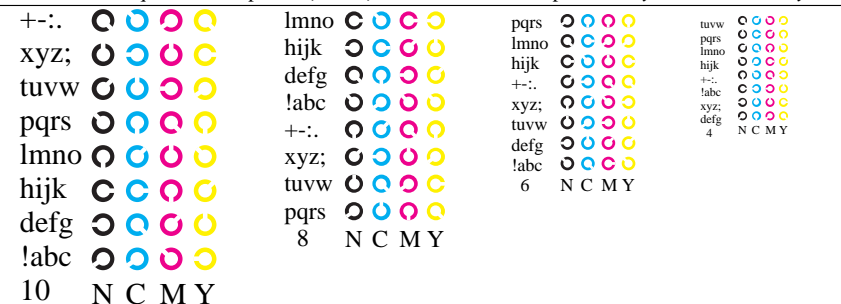 +-:.
xyz;
tuvw
pqrs
lmno
hijk
defg
!abc
10 N C M Y
lmno
hijk
defg
!abc
+-:.
xyz;
tuvw
pqrs
8 N C M Y
pqrs
lmno
hijk
+-:.
xyz;
tuvw
defg
!abc
6 N C M Y
tuvw
pqrs
lmno
hijk
+-:.
!abc
xyz;
defg
4 N C M Y